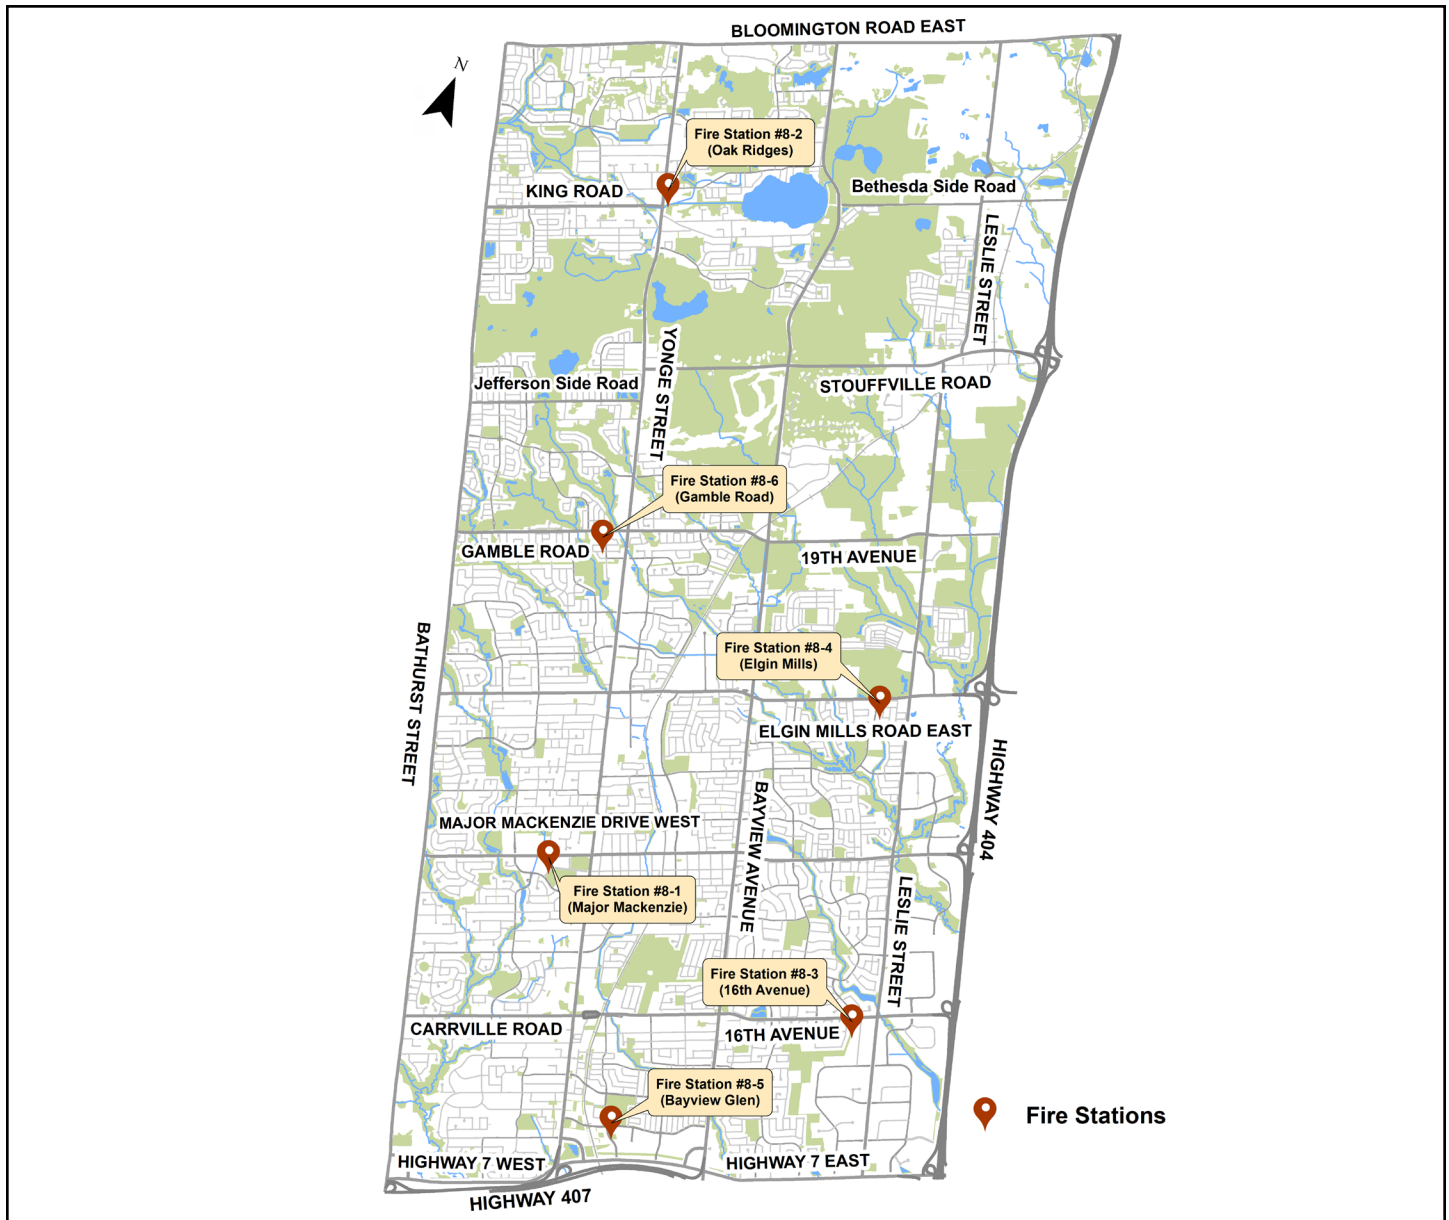 BLOOMINGTON ROAD EAST
N
Fire Station #8-2
(Oak Ridges)
KING ROAD
Bethesda Side Road
LESLIE STREET
YONGE STREET
Jefferson Side Road
STOUFFVILLE ROAD
Fire Station #8-6
(Gamble Road)
GAMBLE ROAD
19TH AVENUE
BATHURST STREET
Fire Station #8-4
(Elgin Mills)
ELGIN MILLS ROAD EAST
HIGHWAY 404
BAYVIEW AVENUE
MAJOR MACKENZIE DRIVE WEST
Fire Station #8-1
(Major Mackenzie)
LESLIE STREET
Fire Station #8-3
(16th Avenue)
CARRVILLE ROAD
16TH AVENUE
Fire Station #8-5
(Bayview Glen)
Fire Stations
HIGHWAY 7 WEST
HIGHWAY 7 EAST
HIGHWAY 407